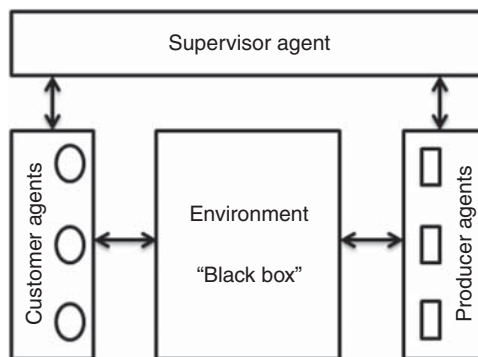 Supervisor agent
Customer agents
Environment
“Black box”
Producer agents